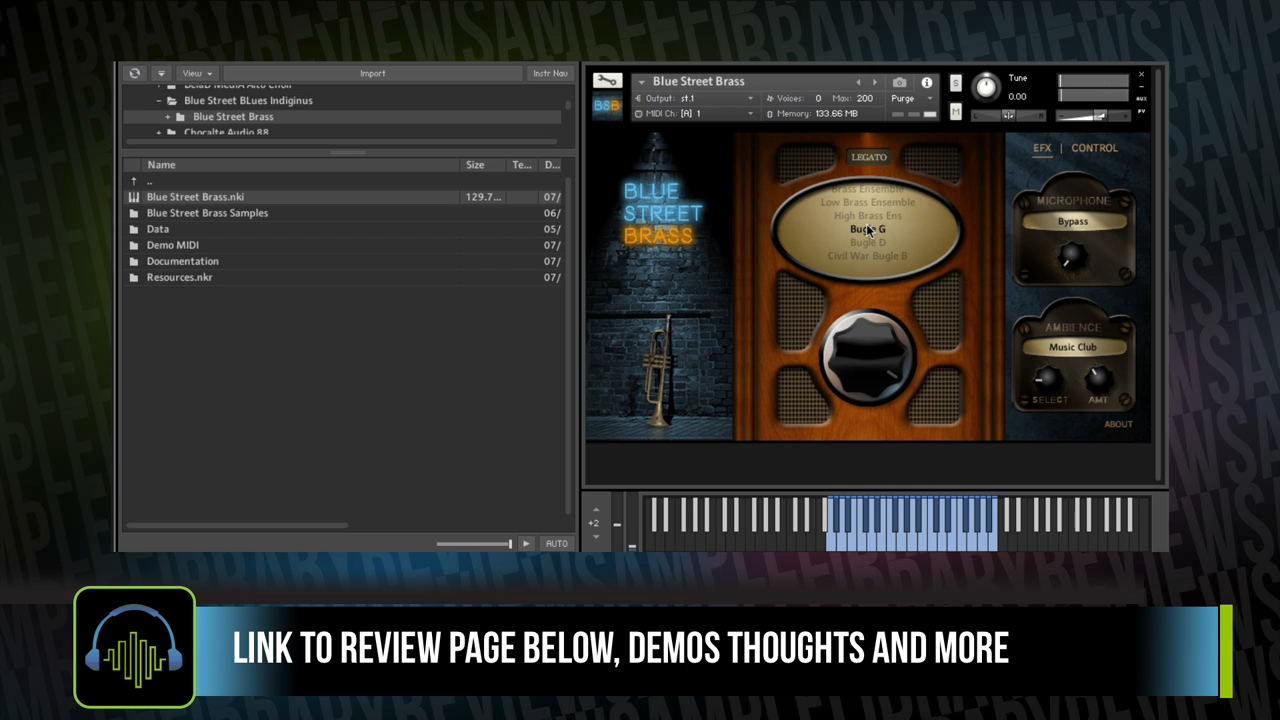 View
Import
Instr Nav
Blue Street BLues Indiginus
Blue Street Brass
Chocalte Audio 88
Name Size Te... D...
..
Blue Street Brass.nki 129.7... 07/
Blue Street Brass Samples 06/
Data 05/
Demo MIDI 07/
Documentation 07/
Resources.nkr 07/
AUTO
Blue Street Brass
Output: st.1 Voices: 0 Max: 200 Purge
MIDI Ch: [A] 1 Memory: 133.66 MB
S
M
Tune
0.00
L R
AUX
PV
BSB
BLUE
STREET
BRASS
LEGATO
Brass Ensemble
Low Brass Ensemble
High Brass Ens
Bugle G
Bugle D
Civil War Bugle B
EFX | CONTROL
MICROPHONE
Bypass
AMBIENCE
Music Club
SELECT AMT
ABOUT
+2
LINK TO REVIEW PAGE BELOW, DEMOS THOUGHTS AND MORE